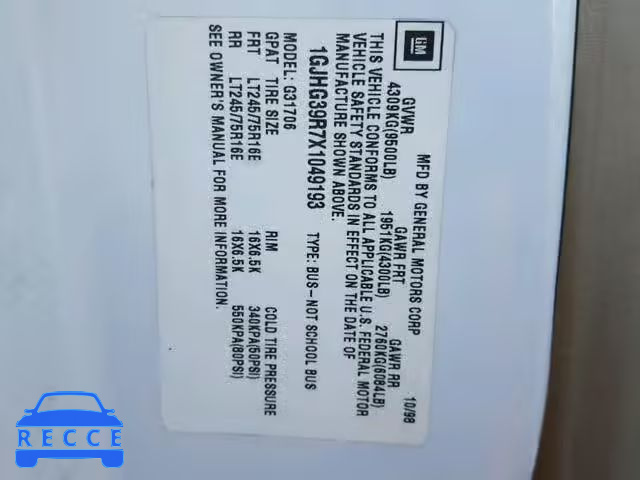 GM
MFD BY GENERAL MOTORS CORP 10/98
GVWR GAWR FRT GAWR RR
4309KG(9500LB) 1951KG(4300LB) 2760KG(6084LB)
THIS VEHICLE CONFORMS TO ALL APPLICABLE U.S. FEDERAL MOTOR
VEHICLE SAFETY STANDARDS IN EFFECT ON THE DATE OF
MANUFACTURE SHOWN ABOVE.
1GJHG39R7X1049193 TYPE: BUS-NOT SCHOOL BUS
MODEL: G31706
GPAT TIRE SIZE RIM COLD TIRE PRESSURE
FRT LT245/75R16E 16X6.5K 340KPA(50PSI)
RR LT245/75R16E 16X6.5K 550KPA(80PSI)
SEE OWNER'S MANUAL FOR MORE INFORMATION.
RECCE